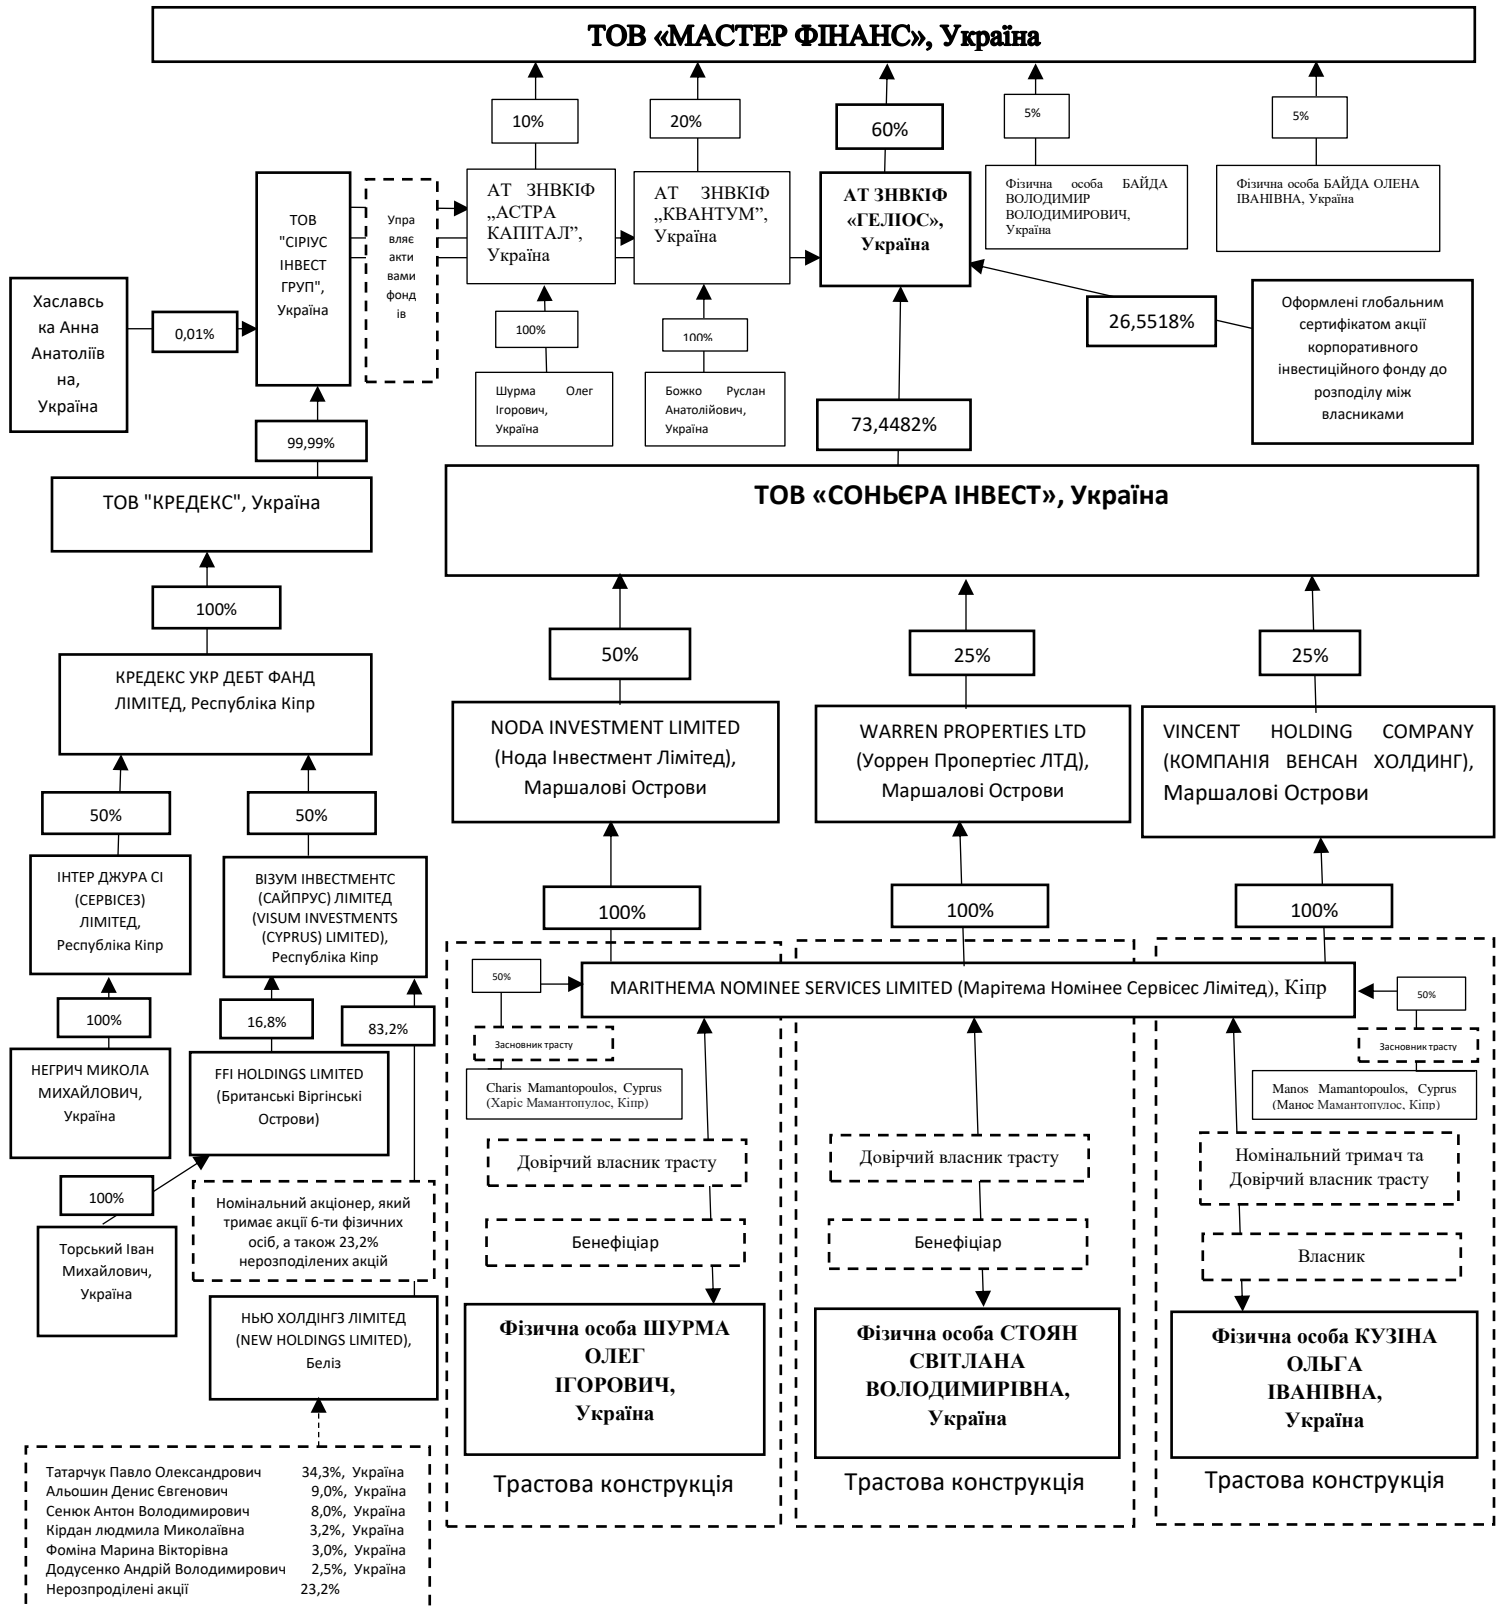 ТОВ «МАСТЕР ФІНАНС», Україна
10%
20%
60%
5%
5%
ТОВ
"СІРІУС
ІНВЕСТ
ГРУП",
Україна
Упра
вляє
акти
вами
фонд
ів
АТ ЗНВКІФ
„АСТРА
КАПІТАЛ”,
Україна
АТ ЗНВКІФ
„КВАНТУМ”,
Україна
АТ ЗНВКІФ
«ГЕЛІОС»,
Україна
Фізична особа БАЙДА
ВОЛОДИМИР
ВОЛОДИМИРОВИЧ,
Україна
Фізична особа БАЙДА ОЛЕНА
ІВАНІВНА, Україна
Хаславсь
ка Анна
Анатоліїв
на,
Україна
0,01%
100%
100%
26,5518%
Оформлені глобальним
сертифікатом акції
корпоративного
інвестиційного фонду до
розподілу між
власниками
Шурма Олег
Ігорович,
Україна
Божко Руслан
Анатолійович,
Україна
73,4482%
99,99%
ТОВ "КРЕДЕКС", Україна
ТОВ «СОНЬЄРА ІНВЕСТ», Україна
100%
50%
25%
25%
КРЕДЕКС УКР ДЕБТ ФАНД
ЛІМІТЕД, Республіка Кіпр
NODA INVESTMENT LIMITED
(Нода Інвестмент Лімітед),
Маршалові Острови
WARREN PROPERTIES LTD
(Уоррен Пропертіес ЛТД),
Маршалові Острови
VINCENT HOLDING COMPANY
(КОМПАНІЯ ВЕНСАН ХОЛДИНГ),
Маршалові Острови
50%
50%
ІНТЕР ДЖУРА СІ
(СЕРВІСЕЗ)
ЛІМІТЕД,
Республіка Кіпр
ВІЗУМ ІНВЕСТМЕНТС
(САЙПРУС) ЛІМІТЕД
(VISUM INVESTMENTS
(CYPRUS) LIMITED),
Республіка Кіпр
100%
100%
100%
50%
MARITHEMA NOMINEE SERVICES LIMITED (Марітема Номінее Сервісес Лімітед), Кіпр
50%
100%
16,8%
83,2%
Засновник трасту
Засновник трасту
НЕГРИЧ МИКОЛА
МИХАЙЛОВИЧ,
Україна
FFI HOLDINGS LIMITED
(Британські Віргінські
Острови)
Charis Mamantopoulos, Cyprus
(Харіс Мамантопулос, Кіпр)
Manos Mamantopoulos, Cyprus
(Манос Мамантопулос, Кіпр)
Довірчий власник трасту
Довірчий власник трасту
Номінальний тримач та
Довірчий власник трасту
100%
Номінальний акціонер, який
тримає акції 6-ти фізичних
осіб, а також 23,2%
нерозподілених акцій
Бенефіціар
Бенефіціар
Власник
Торський Іван
Михайлович,
Україна
НЬЮ ХОЛДІНГЗ ЛІМІТЕД
(NEW HOLDINGS LIMITED),
Беліз
Фізична особа ШУРМА
ОЛЕГ
ІГОРОВИЧ,
Україна
Фізична особа СТОЯН
СВІТЛАНА
ВОЛОДИМИРІВНА,
Україна
Фізична особа КУЗІНА
ОЛЬГА
ІВАНІВНА,
Україна
Трастова конструкція
Трастова конструкція
Трастова конструкція
Татарчук Павло Олександрович 34,3%, Україна
Альошин Денис Євгенович 9,0%, Україна
Сенюк Антон Володимирович 8,0%, Україна
Кірдан людмила Миколаївна 3,2%, Україна
Фоміна Марина Вікторівна 3,0%, Україна
Додусенко Андрій Володимирович 2,5%, Україна
Нерозпроділені акції 23,2%